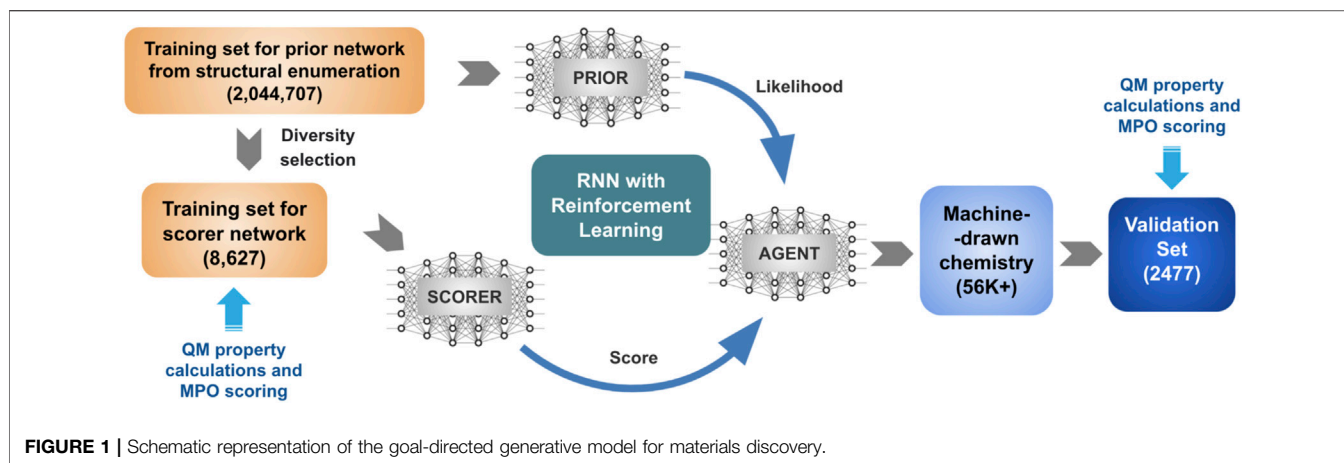 Training set for prior network
from structural enumeration
(2,044,707)
PRIOR
Likelihood
QM property
calculations and
MPO scoring
Diversity
selection
RNN with
Reinforcement
Learning
Training set for
scorer network
(8,627)
SCORER
AGENT
Machine-
-drawn
chemistry
(56K+)
Validation
Set
(2477)
QM property
calculations and
MPO scoring
Score
FIGURE 1 | Schematic representation of the goal-directed generative model for materials discovery.